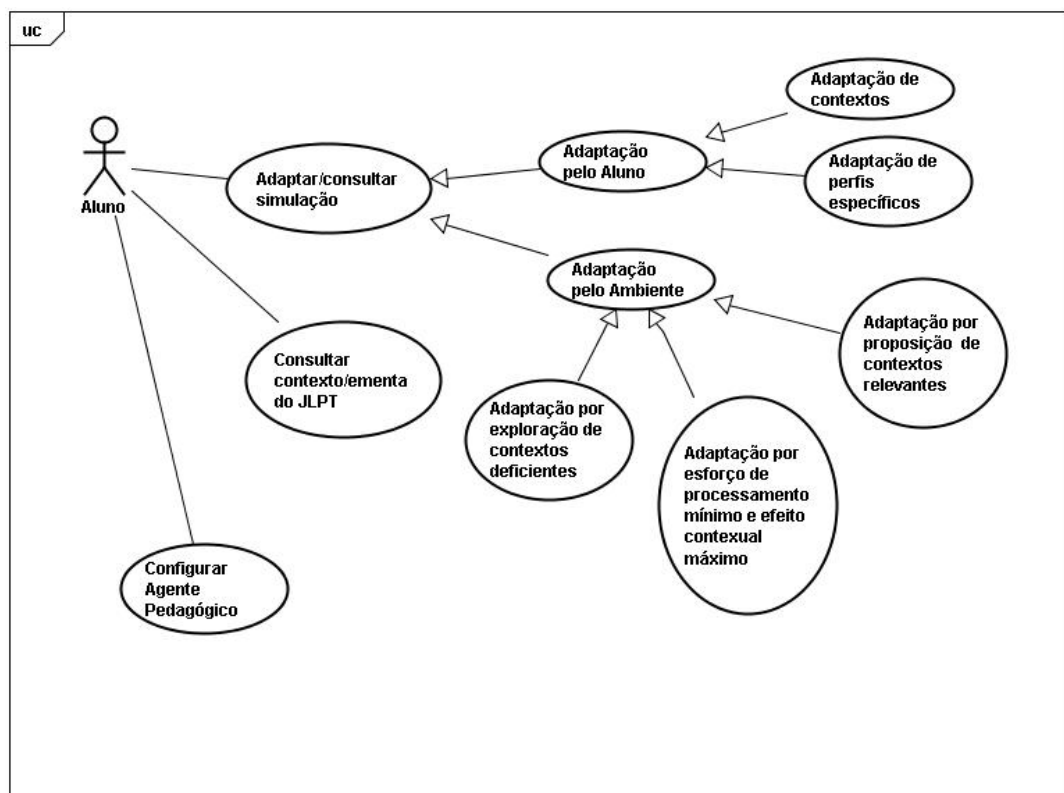 uc
Adaptação de
contextos
Adaptação
pelo Aluno
Adaptação de
perfis
específicos
Adaptar/consultar
simulação
Aluno
Adaptação
pelo Ambiente
Adaptação por
proposição de
contextos
relevantes
Consultar
contexto/ementa
do JLPT
Adaptação por
exploração de
contextos
deficientes
Adaptação por
esforço de
processamento
mínimo e efeito
contexual
máximo
Configurar
Agente
Pedagógico